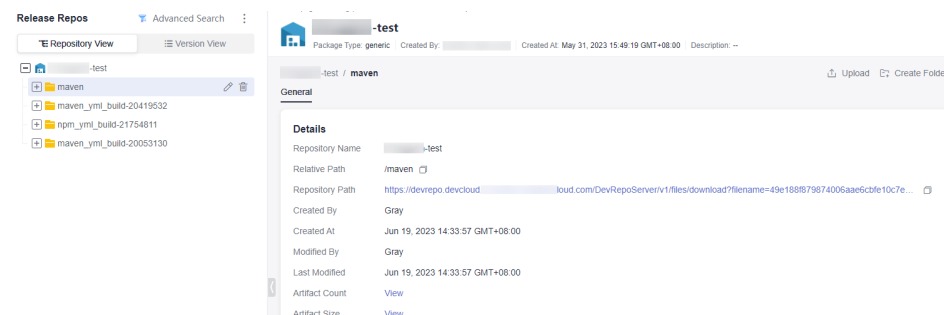 Release Repos Advanced Search
Repository View Version View
-test
maven
maven_yml_build-20419532
npm_yml_build-21754811
maven_yml_build-20053130
-test
Package Type: generic Created By: Created At: May 31, 2023 15:49:19 GMT+08:00 Description: --
-test / maven Upload Create Folde
General
Details
Repository Name -test
Relative Path /maven
Repository Path https://devrepo.devcloud loud.com/DevRepoServer/v1/files/download?filename=49e188f879874006aae6cbfe10c7e...
Created By Gray
Created At Jun 19, 2023 14:33:57 GMT+08:00
Modified By Gray
Last Modified Jun 19, 2023 14:33:57 GMT+08:00
Artifact Count View
Artifact Size View